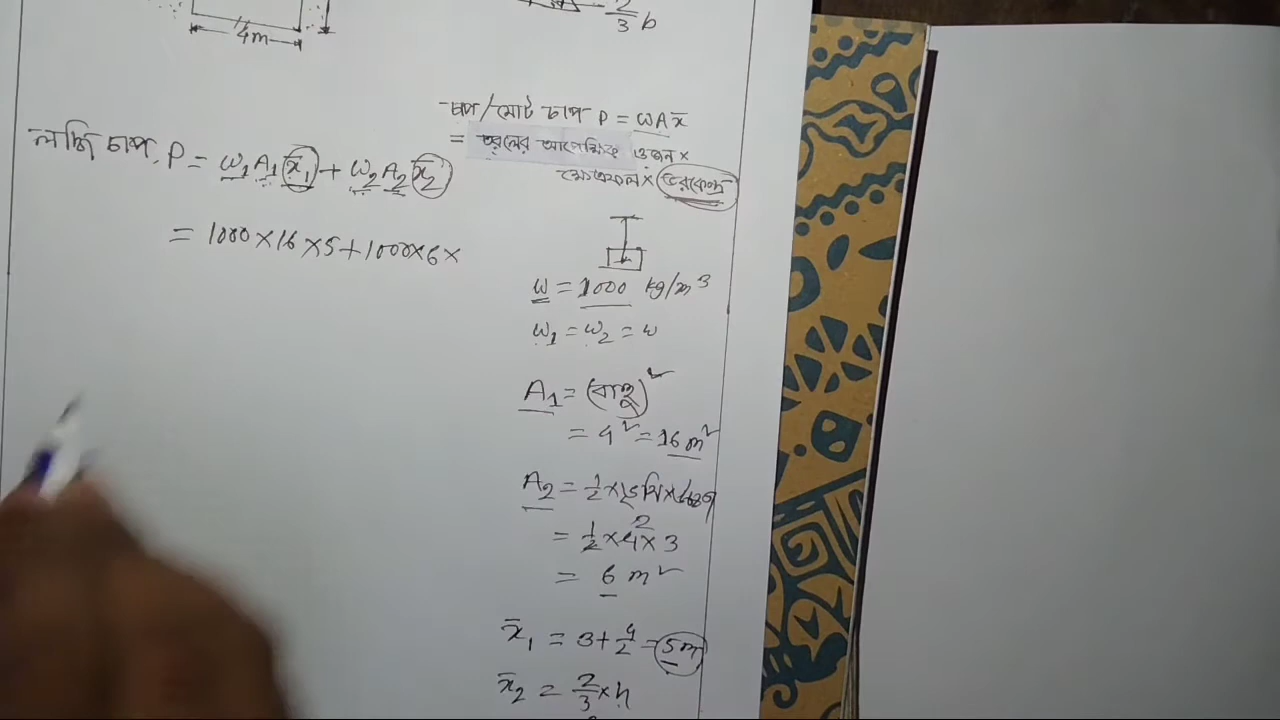 4m
2/3 b
চাপ/মোট চাপ P = ωAx̄
= তরলের আপেক্ষিক ওজন ×
ক্ষেত্রফল × ভরকেন্দ্র
লব্ধি চাপ, P = ω₁A₁x̄₁ + ω₂A₂x̄₂
= 1000×16×5+1000×6×
ω = 1000 kg/m³
ω₁ = ω₂ = ω
A₁ = (বাহু)²
= 4² = 16 m²
A₂ = 1/2 × ভূমি × উচ্চতা
= 1/2 × 4 × 3
2
= 6 m²
x̄₁ = 3 + 4/2 = 5m
x̄₂ = 2/3 × h